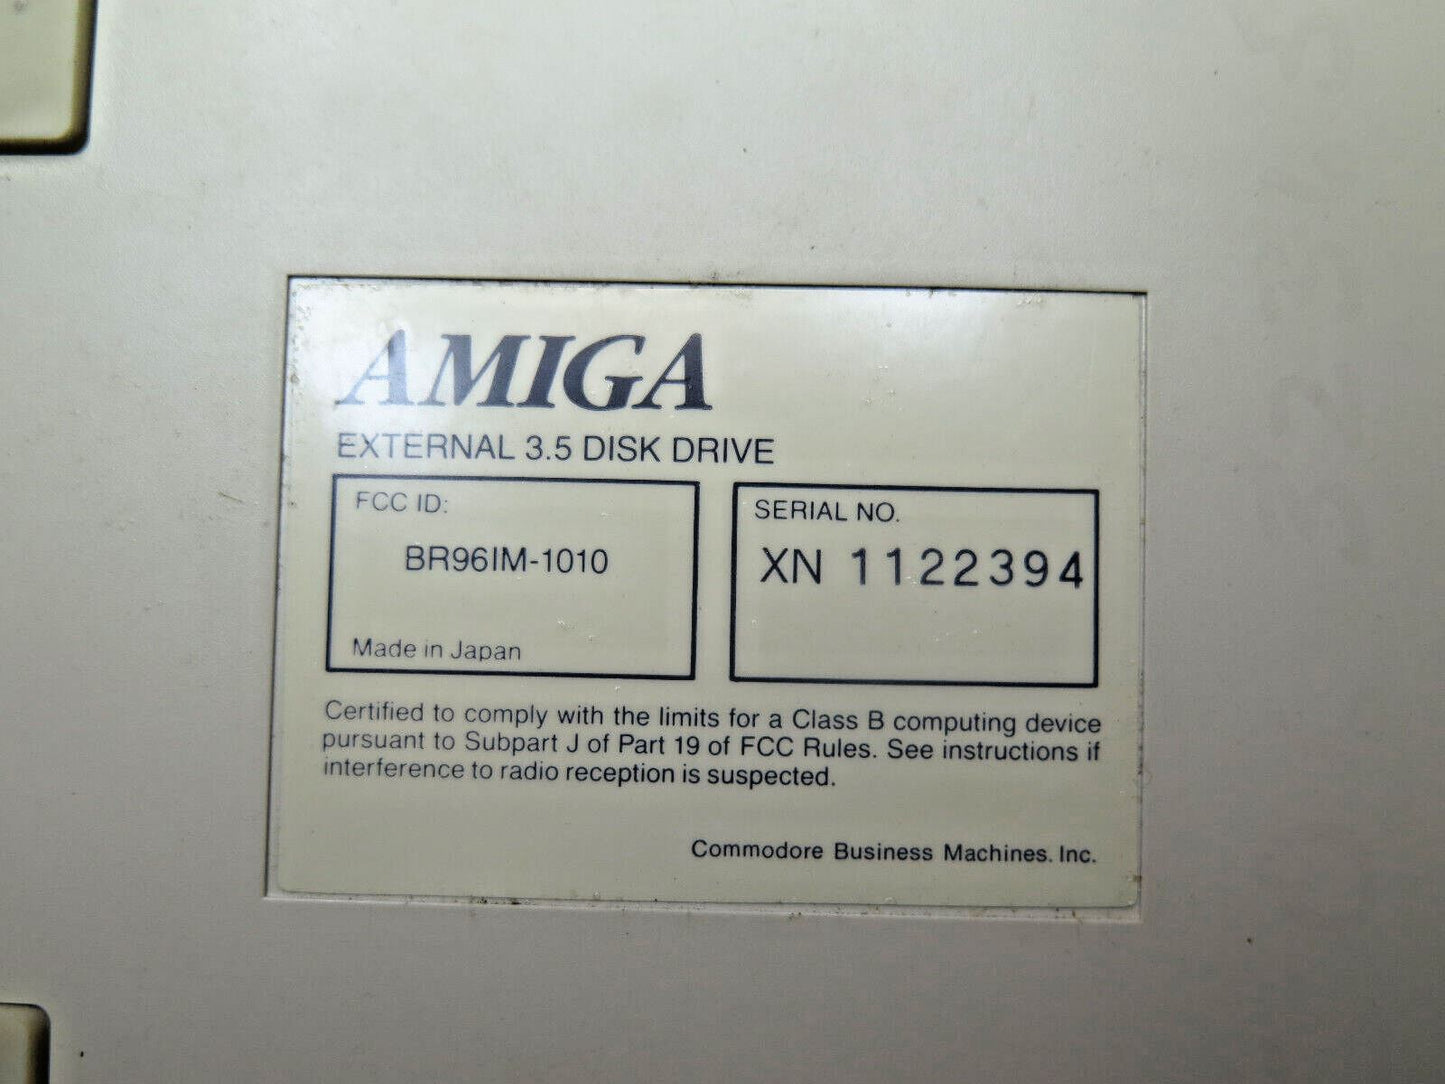 AMIGA
EXTERNAL 3.5 DISK DRIVE
FCC ID:
BR96IM-1010
Made in Japan
SERIAL NO.
XN 1122394
Certified to comply with the limits for a Class B computing device
pursuant to Subpart J of Part 19 of FCC Rules. See instructions if
interference to radio reception is suspected.
Commodore Business Machines. Inc.